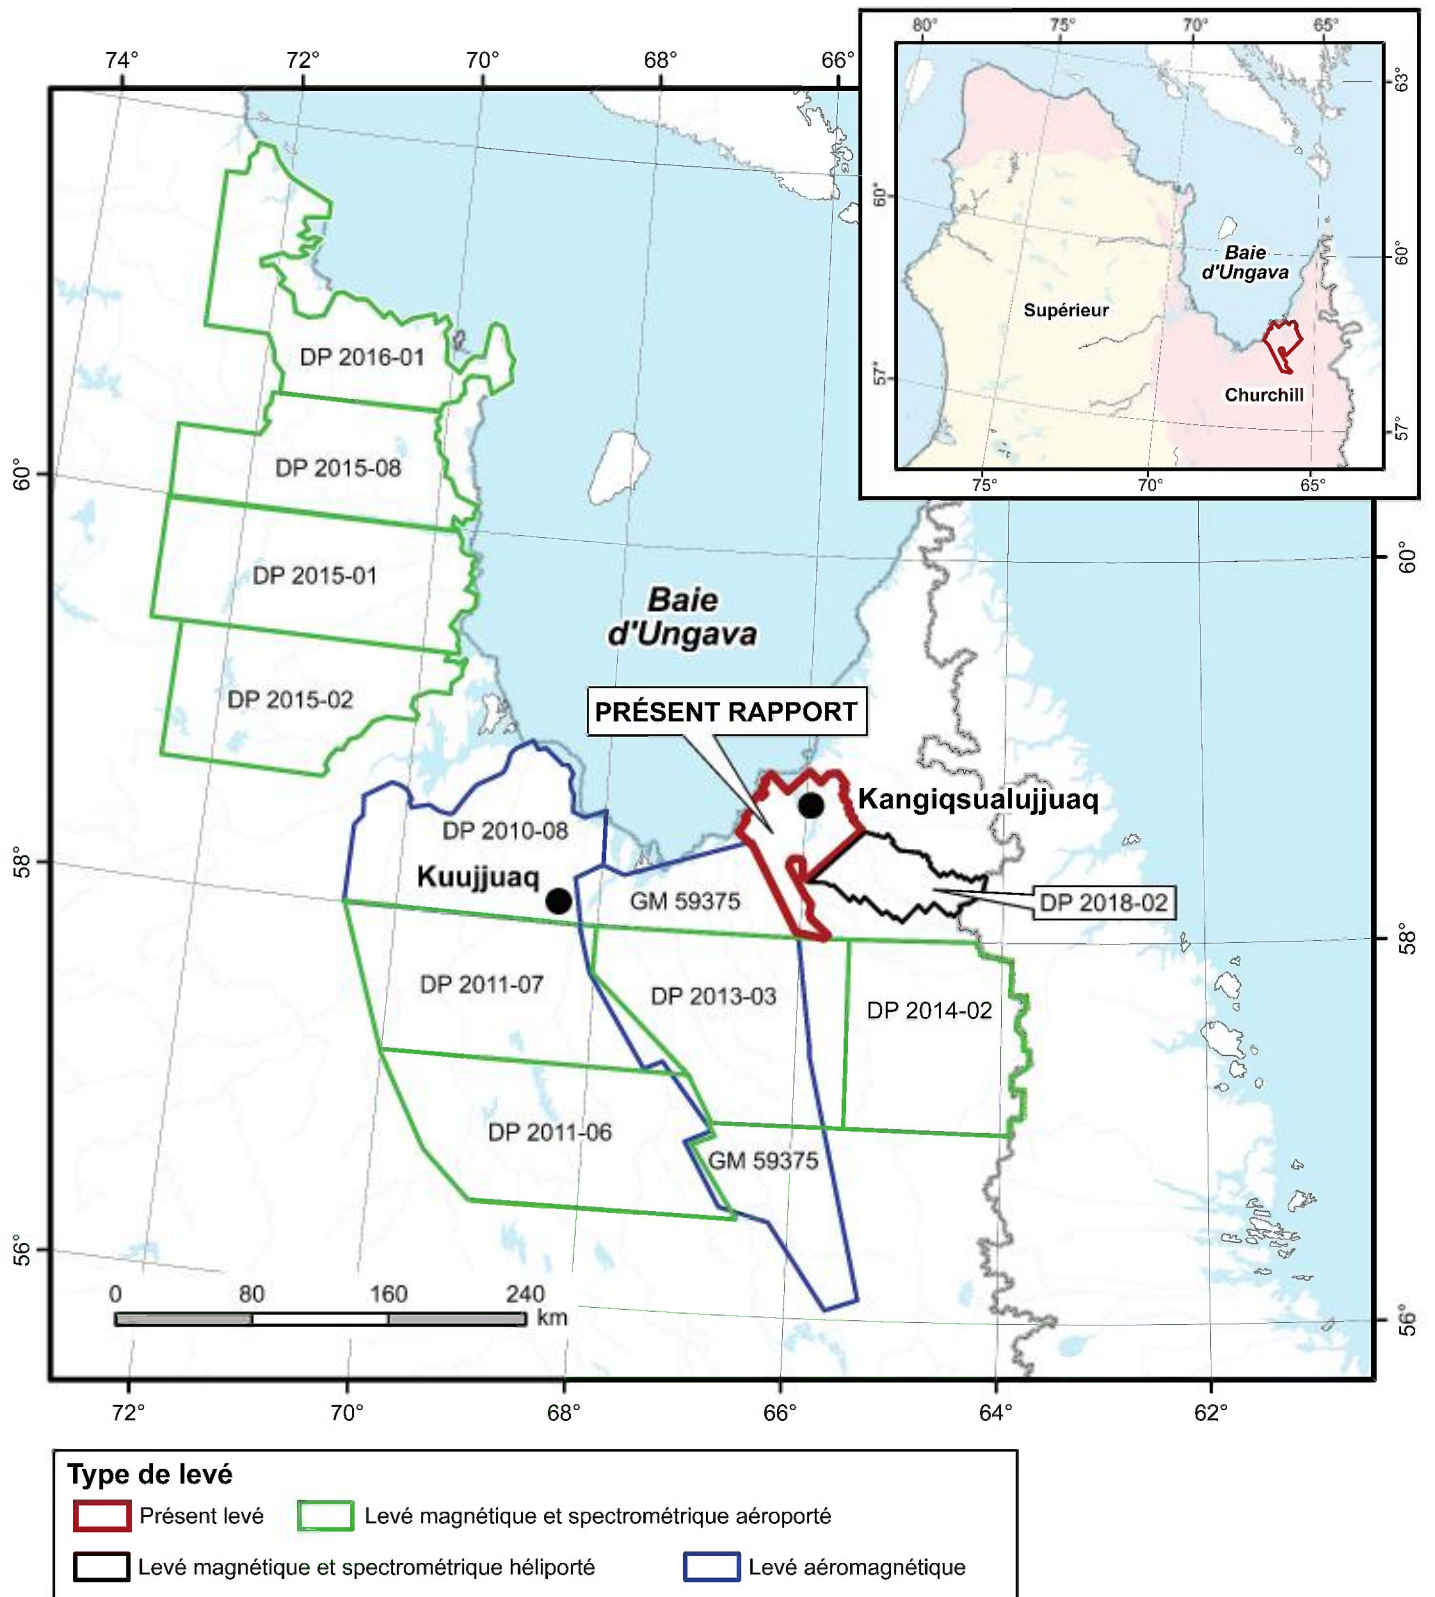 74°
72°
70°
68°
66°
80°
75°
70°
65°
63°
60°
60°
57°
57°
75°
70°
65°
Baie
d'Ungava
Supérieur
Churchill
DP 2016-01
DP 2015-08
60°
60°
DP 2015-01
Baie
d'Ungava
DP 2015-02
PRÉSENT RAPPORT
Kangiqsualujjuaq
DP 2010-08
58°
Kuujjuaq
GM 59375
DP 2018-02
58°
DP 2011-07
DP 2013-03
DP 2014-02
DP 2011-06
GM 59375
56°
56°
0 80 160 240
km
72°
70°
68°
66°
64°
62°
Type de levé
Présent levé
Levé magnétique et spectrométrique aéroporté
Levé magnétique et spectrométrique héliporté
Levé aéromagnétique